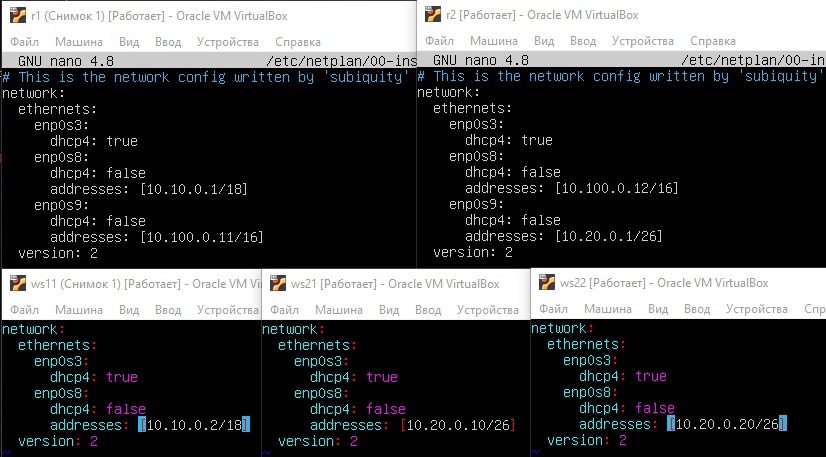 r1 (Снимок 1) [Работает] - Oracle VM VirtualBox
Файл Машина Вид Ввод Устройства Справка
GNU nano 4.8 /etc/netplan/00-ins
# This is the network config written by 'subiquity'
network:
ethernets:
enp0s3:
dhcp4: true
enp0s8:
dhcp4: false
addresses: [10.10.0.1/18]
enp0s9:
dhcp4: false
addresses: [10.100.0.11/16]
version: 2
r2 [Работает] - Oracle VM VirtualBox
Файл Машина Вид Ввод Устройства Справка
GNU nano 4.8 /etc/netplan/00-in
# This is the network config written by 'subiquity'
network:
ethernets:
enp0s3:
dhcp4: true
enp0s8:
dhcp4: false
addresses: [10.100.0.12/16]
enp0s9:
dhcp4: false
addresses: [10.20.0.1/26]
version: 2
ws11 (Снимок 1) [Работает] - Oracle
Файл Машина Вид Ввод Устройства
network:
ethernets:
enp0s3:
dhcp4: true
enp0s8:
dhcp4: false
addresses: [10.10.0.2/18]
version: 2
~
ws21 [Работает] - Oracle VM VirtualBox
Файл Машина Вид Ввод Устройства
network:
ethernets:
enp0s3:
dhcp4: true
enp0s8:
dhcp4: false
addresses: [10.20.0.10/26]
version: 2
~
ws22 [Работает] - Oracle VM VirtualBox
Файл Машина Вид Ввод Устройства Спр
network:
ethernets:
enp0s3:
dhcp4: true
enp0s8:
dhcp4: false
addresses: [10.20.0.20/26]
version: 2
~